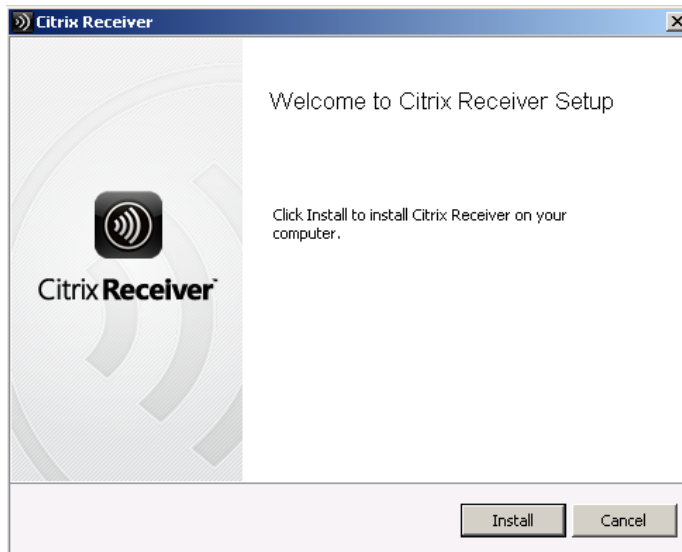 Citrix Receiver
Welcome to Citrix Receiver Setup
Click Install to install Citrix Receiver on your
computer.
Citrix Receiver™
Install
Cancel